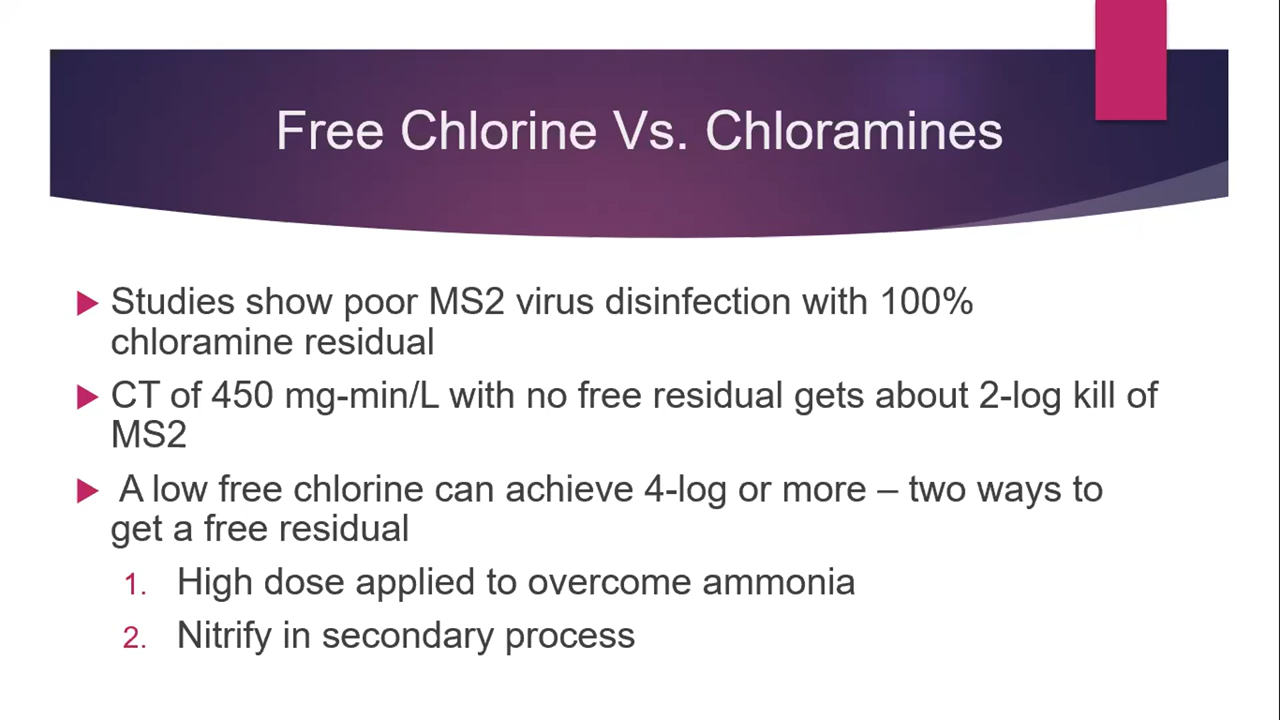 Free Chlorine Vs. Chloramines
Studies show poor MS2 virus disinfection with 100%
chloramine residual
CT of 450 mg-min/L with no free residual gets about 2-log kill of
MS2
A low free chlorine can achieve 4-log or more – two ways to
get a free residual
1. High dose applied to overcome ammonia
2. Nitrify in secondary process